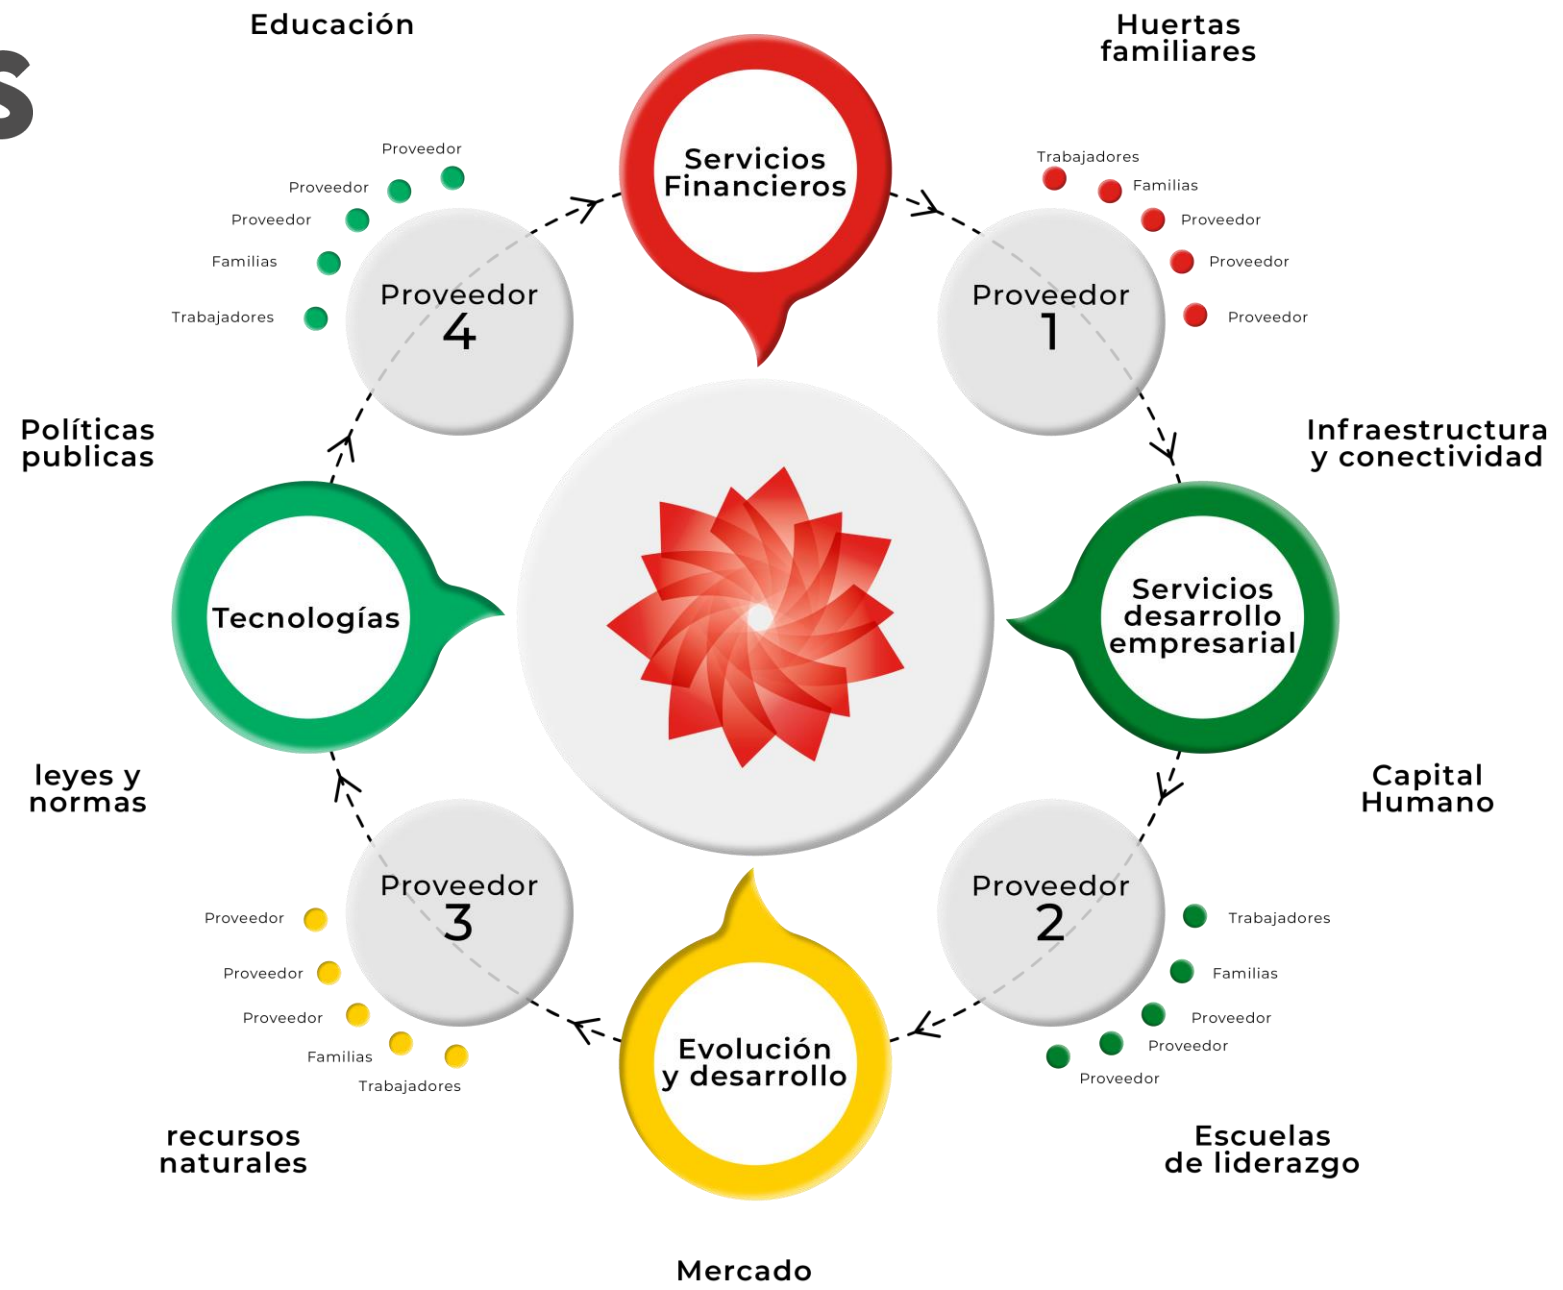 Educación
Huertas
familiares
s
Servicios
Financieros
Proveedor
Proveedor
Proveedor
Familias
Trabajadores
Proveedor
4
Trabajadores
Familias
Proveedor
Proveedor
Proveedor
Proveedor
1
Políticas
publicas
Infraestructura
y conectividad
Tecnologías
Servicios
desarrollo
empresarial
leyes y
normas
Capital
Humano
Proveedor
3
Proveedor
Proveedor
Proveedor
Familias
Trabajadores
Proveedor
2
Trabajadores
Familias
Proveedor
Proveedor
Proveedor
Evolución
y desarrollo
recursos
naturales
Escuelas
de liderazgo
Mercado